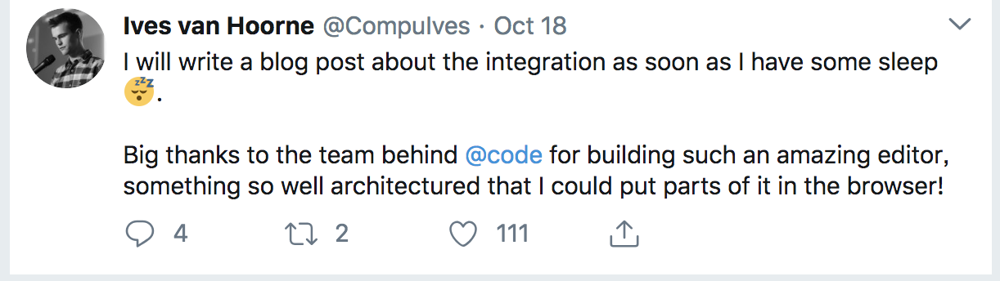 Ives van Hoorne @CompuIves · Oct 18
I will write a blog post about the integration as soon as I have some sleep
😴.
Big thanks to the team behind @code for building such an amazing editor,
something so well architectured that I could put parts of it in the browser!
4 2 111